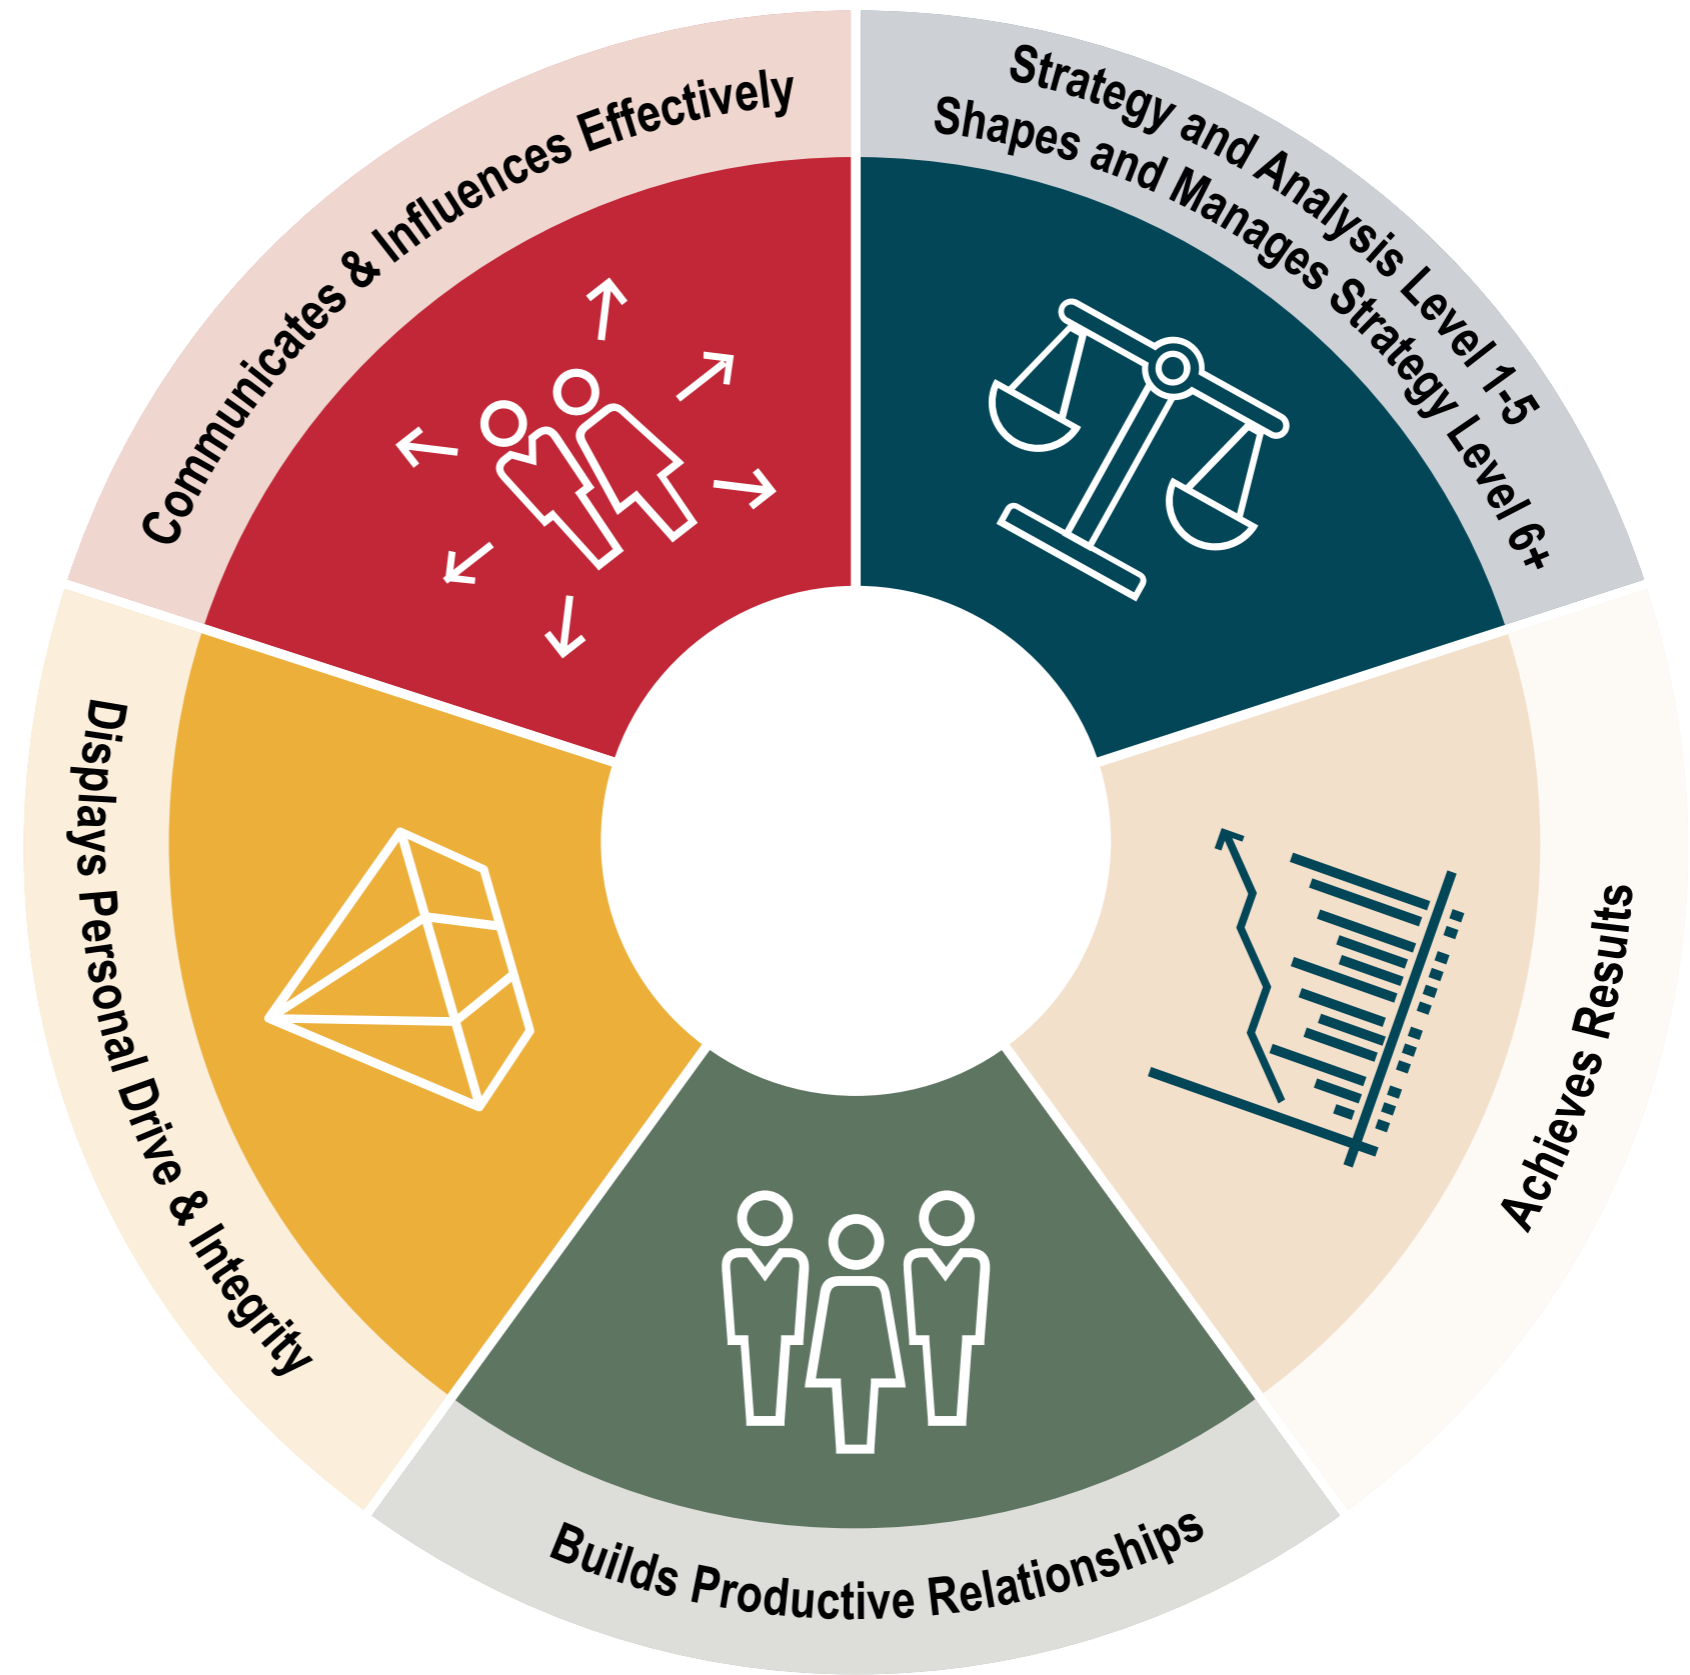 Strategy and Analysis Level 1-5
Shapes and Manages Strategy Level 6+
Achieves Results
Builds Productive Relationships
Displays Personal Drive & Integrity
Communicates & Influences Effectively